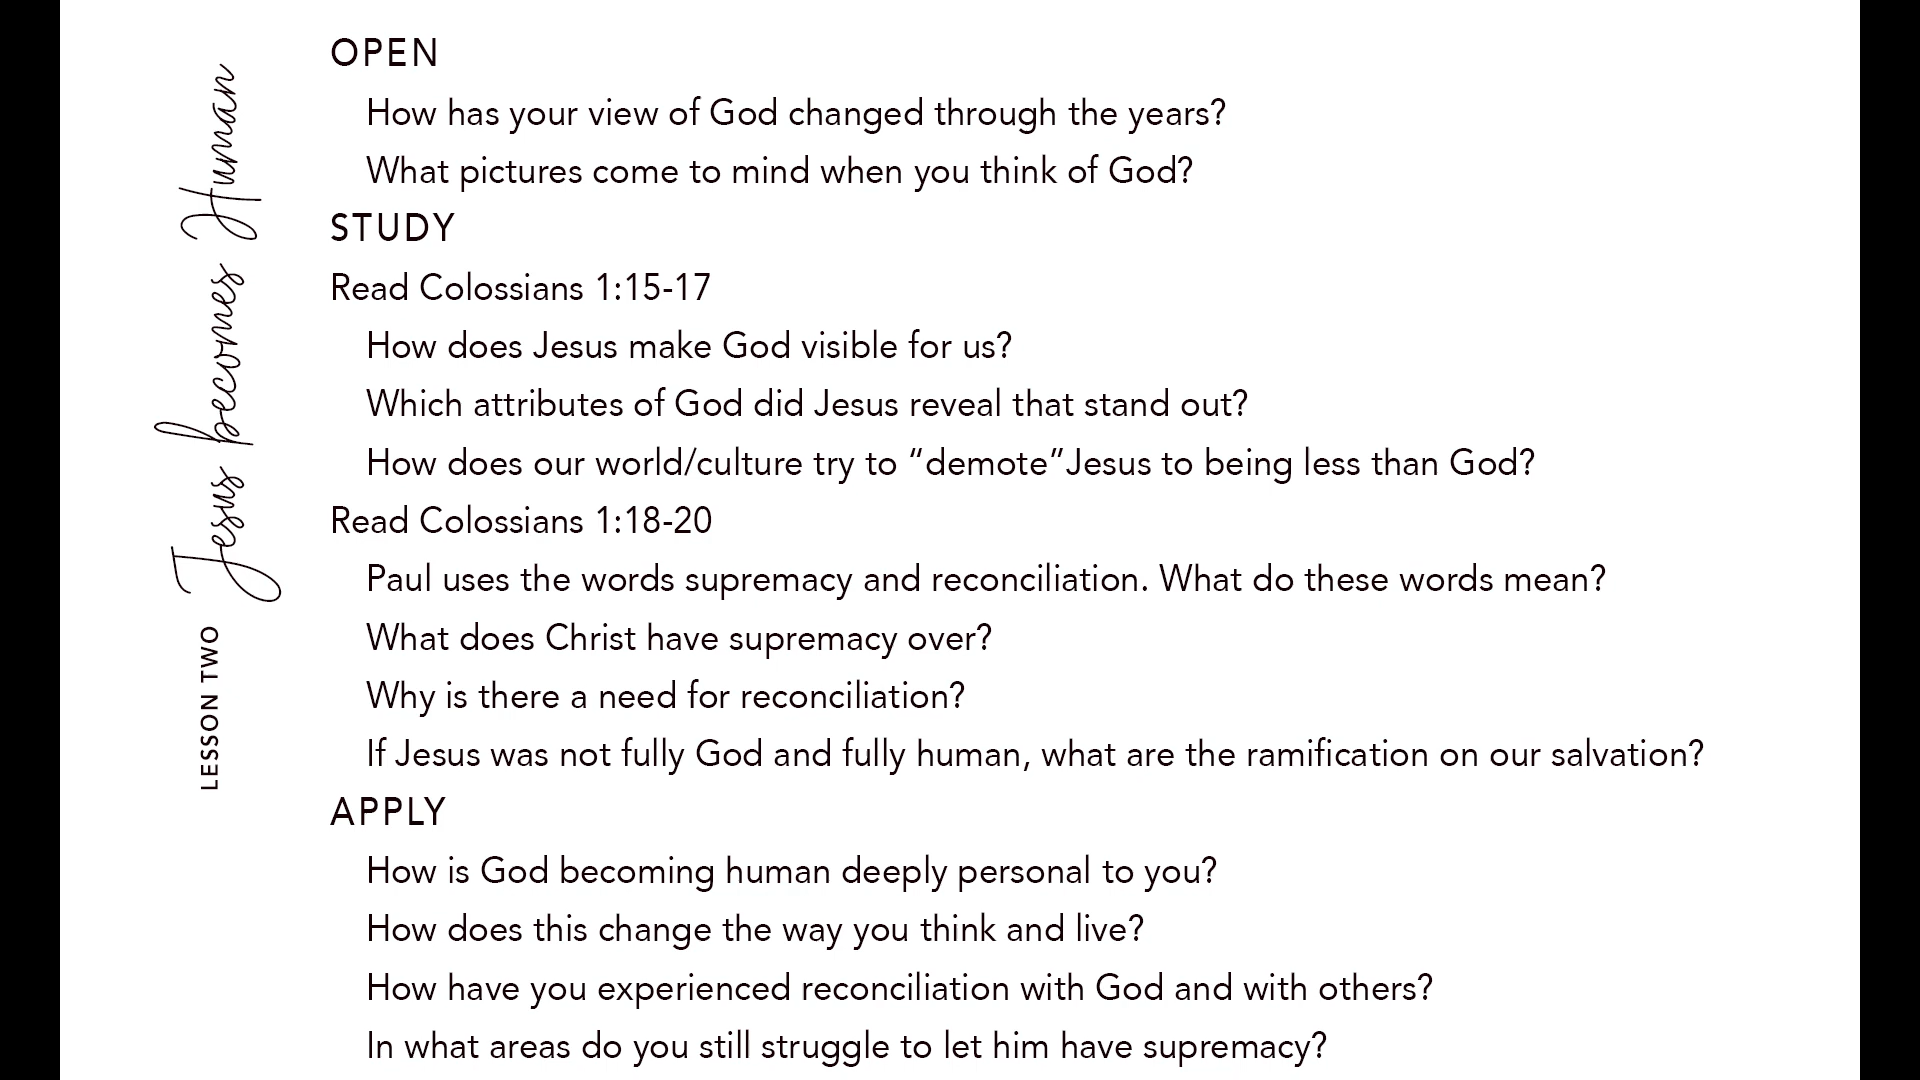 LESSON TWO Jesus becomes Human
OPEN
How has your view of God changed through the years?
What pictures come to mind when you think of God?
STUDY
Read Colossians 1:15-17
How does Jesus make God visible for us?
Which attributes of God did Jesus reveal that stand out?
How does our world/culture try to “demote”Jesus to being less than God?
Read Colossians 1:18-20
Paul uses the words supremacy and reconciliation. What do these words mean?
What does Christ have supremacy over?
Why is there a need for reconciliation?
If Jesus was not fully God and fully human, what are the ramification on our salvation?
APPLY
How is God becoming human deeply personal to you?
How does this change the way you think and live?
How have you experienced reconciliation with God and with others?
In what areas do you still struggle to let him have supremacy?